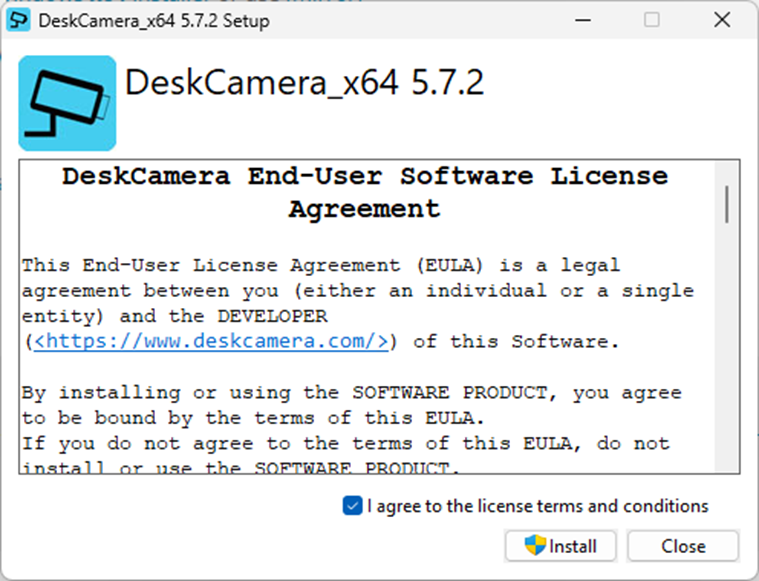 DeskCamera_x64 5.7.2 Setup
DeskCamera_x64 5.7.2
DeskCamera End-User Software License
Agreement
This End-User License Agreement (EULA) is a legal
agreement between you (either an individual or a single
entity) and the DEVELOPER
(<https://www.deskcamera.com/>) of this Software.
By installing or using the SOFTWARE PRODUCT, you agree
to be bound by the terms of this EULA.
If you do not agree to the terms of this EULA, do not
install or use the SOFTWARE PRODUCT.
I agree to the license terms and conditions
Install
Close